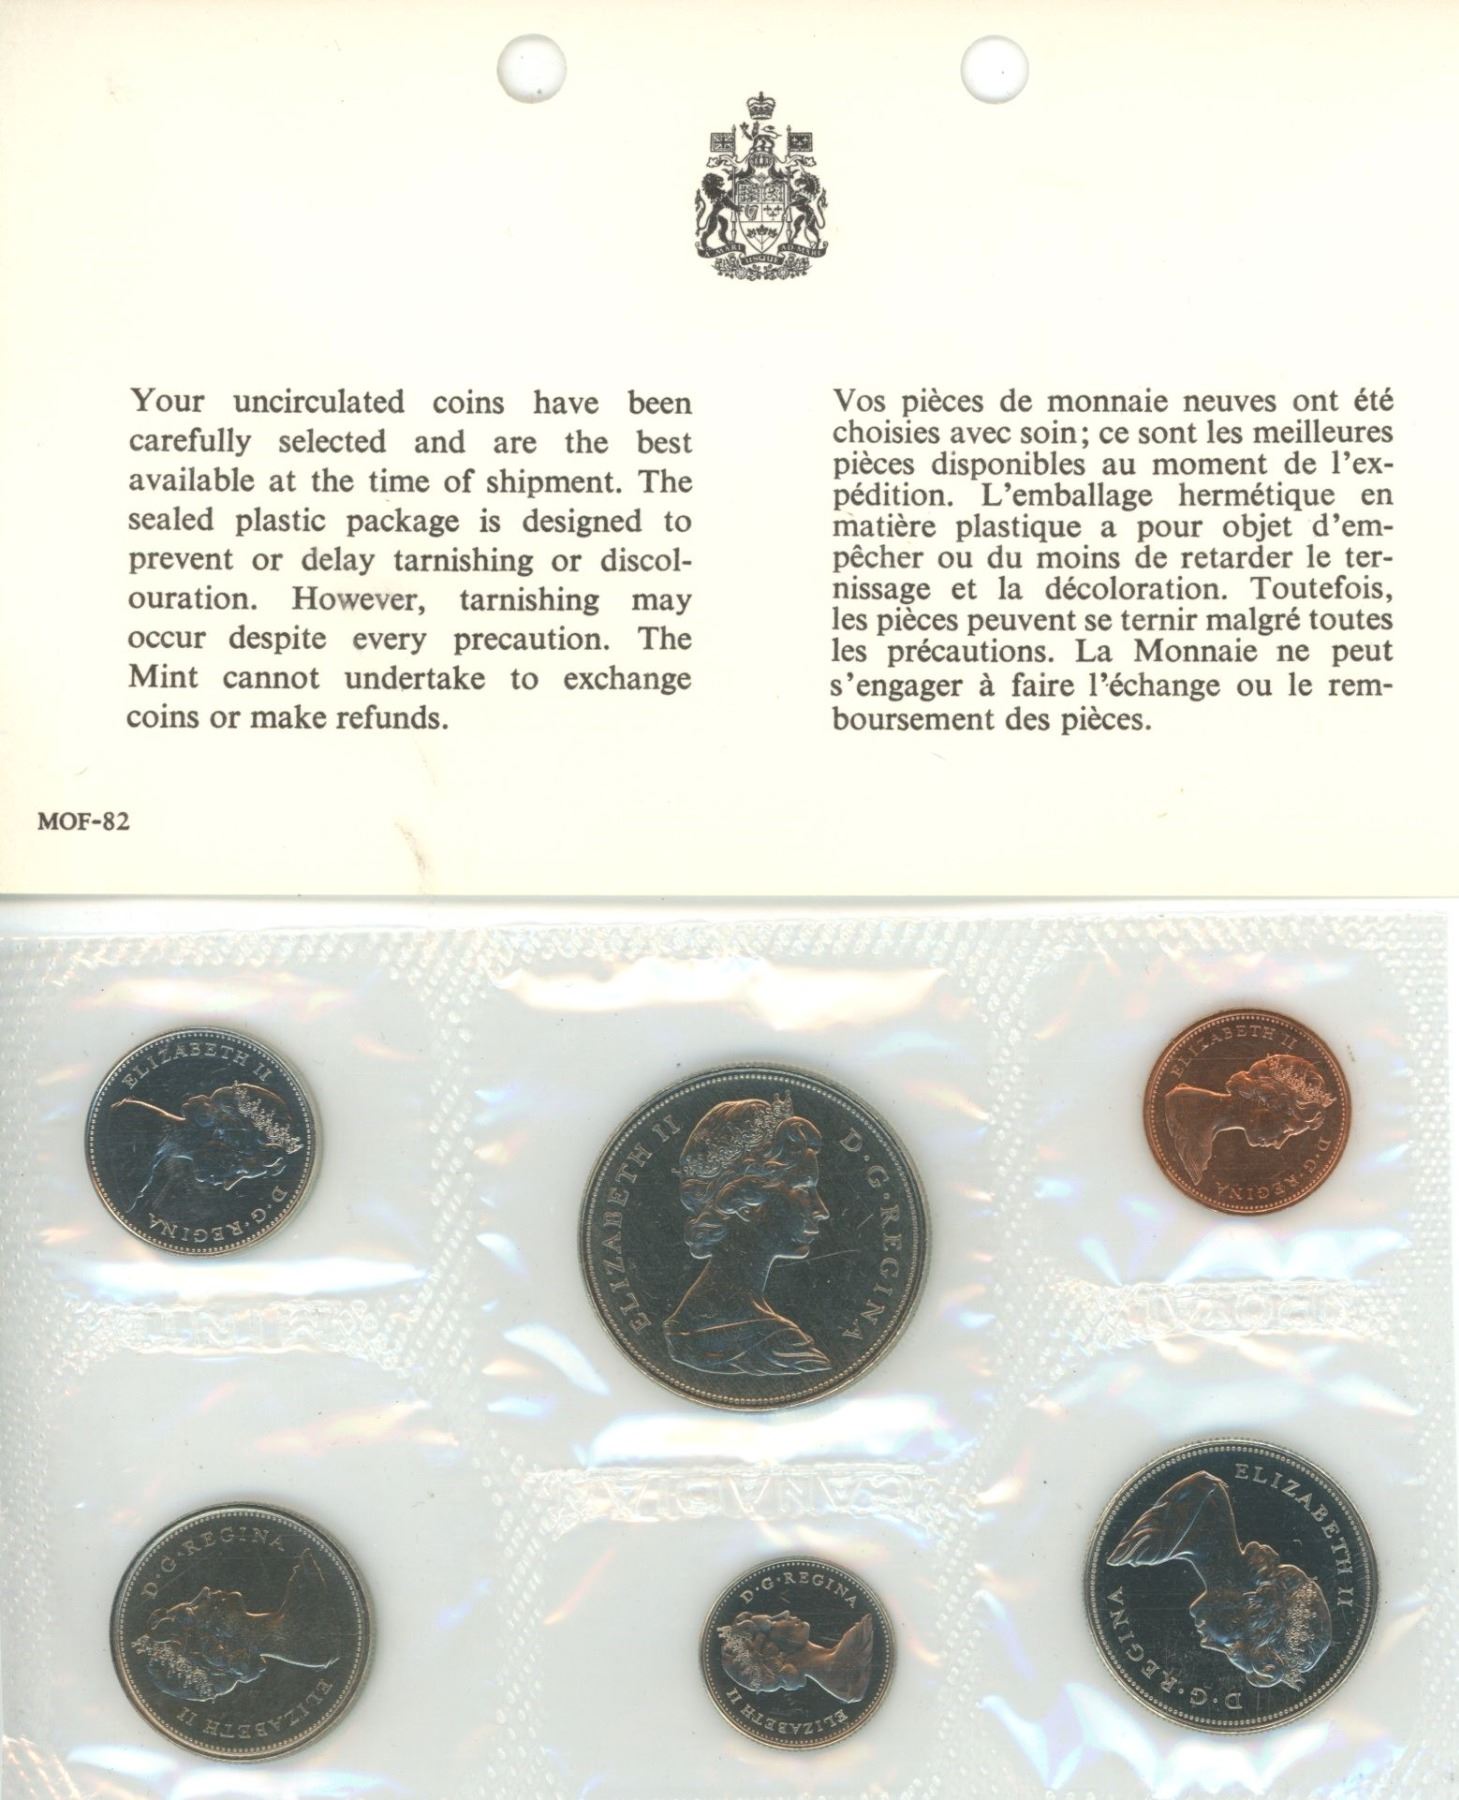 A MARI USQUE AD MARE
Your uncirculated coins have been
carefully selected and are the best
available at the time of shipment. The
sealed plastic package is designed to
prevent or delay tarnishing or discol-
ouration. However, tarnishing may
occur despite every precaution. The
Mint cannot undertake to exchange
coins or make refunds.
Vos pièces de monnaie neuves ont été
choisies avec soin; ce sont les meilleures
pièces disponibles au moment de l'ex-
pédition. L'emballage hermétique en
matière plastique a pour objet d'em-
pêcher ou du moins de retarder le ter-
nissage et la décoloration. Toutefois,
les pièces peuvent se ternir malgré toutes
les précautions. La Monnaie ne peut
s'engager à faire l'échange ou le rem-
boursement des pièces.
MOF-82
ELIZABETH II D·G·REGINA
ELIZABETH II D·G·REGINA
ELIZABETH II D·G·REGINA
CANADA
ELIZABETH II D·G·REGINA
ELIZABETH II D·G·REGINA
ELIZABETH II D·G·REGINA